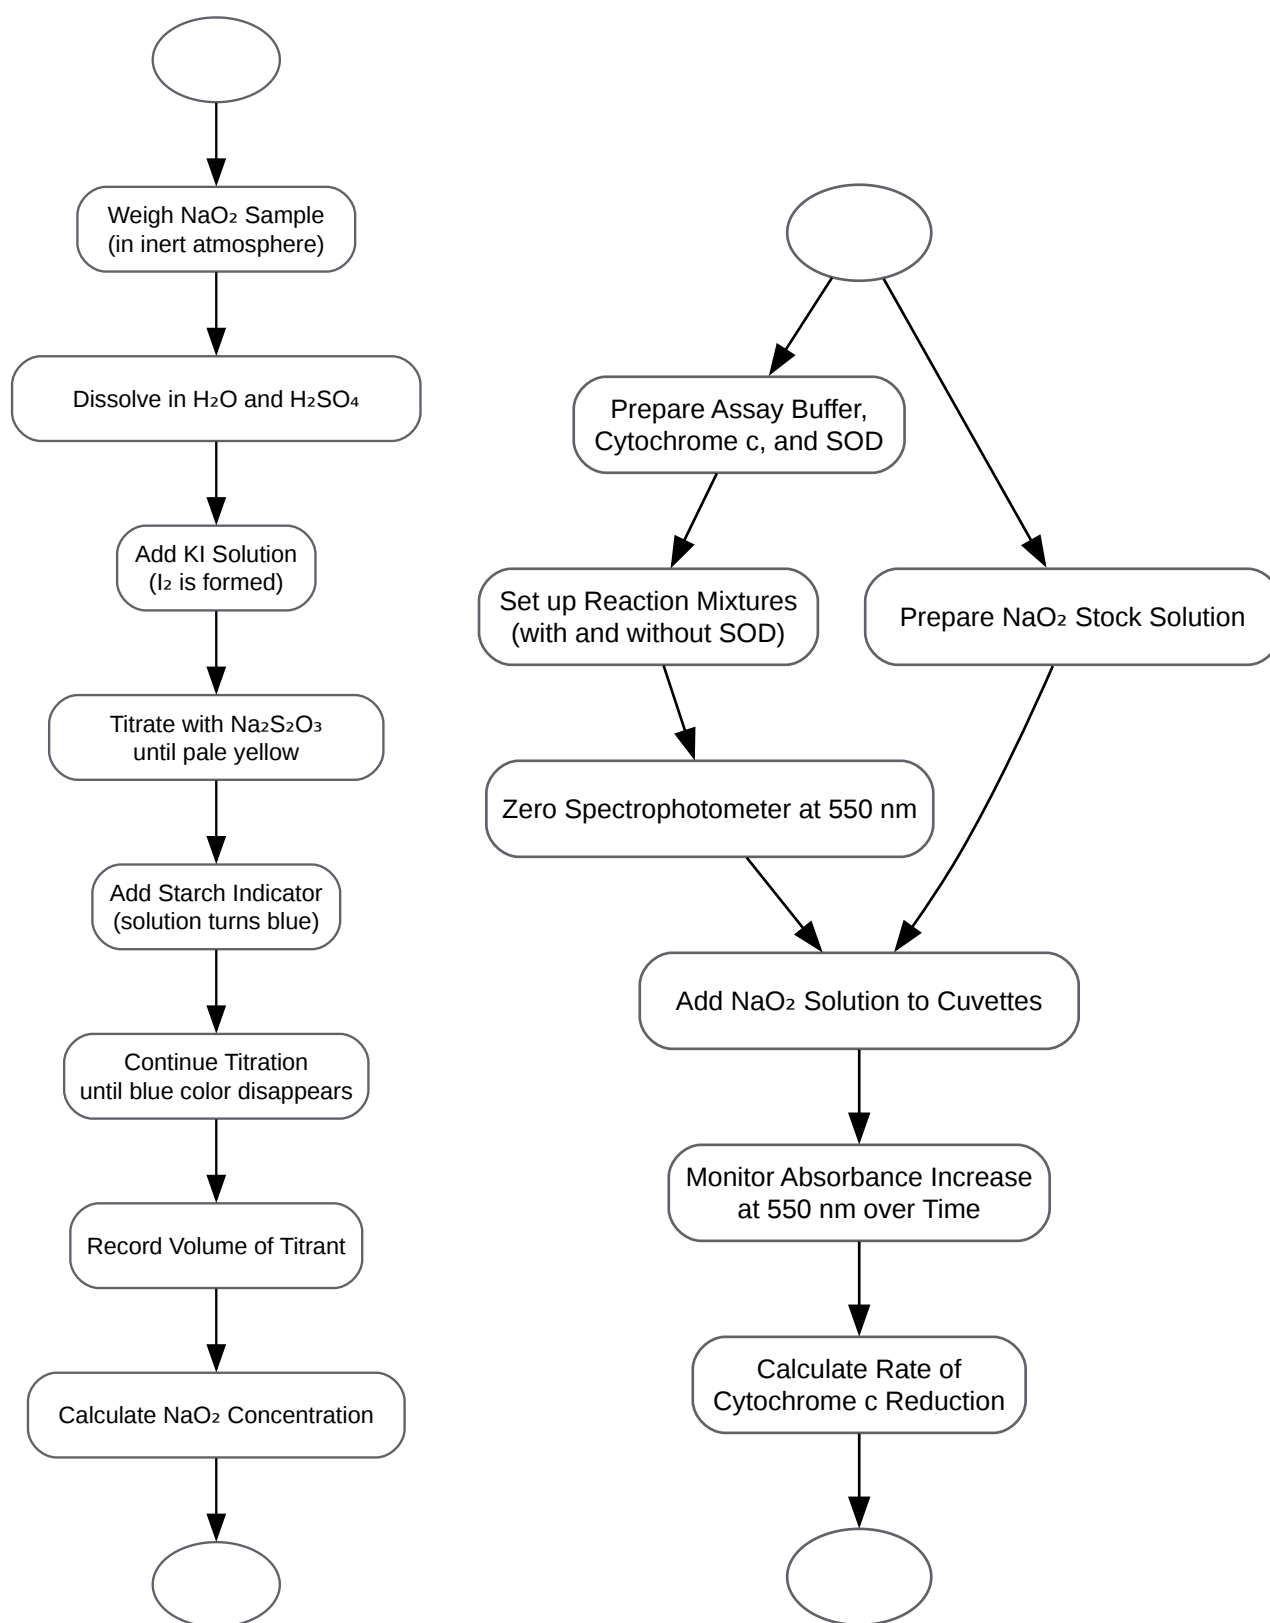 Weigh NaO₂ Sample
(in inert atmosphere)
Dissolve in H₂O and H₂SO₄
Add KI Solution
(I₂ is formed)
Titrate with Na₂S₂O₃
until pale yellow
Add Starch Indicator
(solution turns blue)
Continue Titration
until blue color disappears
Record Volume of Titrant
Calculate NaO₂ Concentration
Prepare Assay Buffer,
Cytochrome c, and SOD
Set up Reaction Mixtures
(with and without SOD)
Prepare NaO₂ Stock Solution
Zero Spectrophotometer at 550 nm
Add NaO₂ Solution to Cuvettes
Monitor Absorbance Increase
at 550 nm over Time
Calculate Rate of
Cytochrome c Reduction